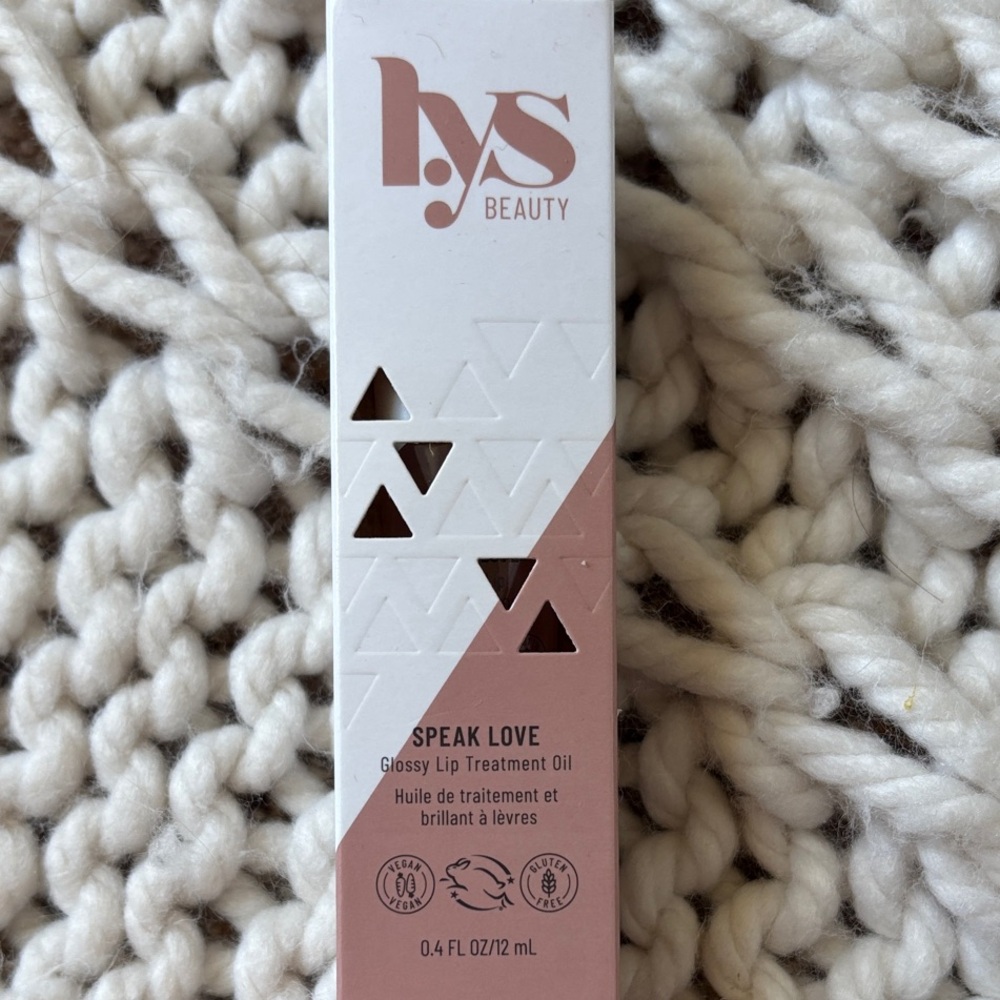 lys
BEAUTY
SPEAK LOVE
Glossy Lip Treatment Oil
Huile de traitement et
brillant à lèvres
VEGAN
VEGAN
GLUTEN
FREE
0.4 FL OZ/12 mL